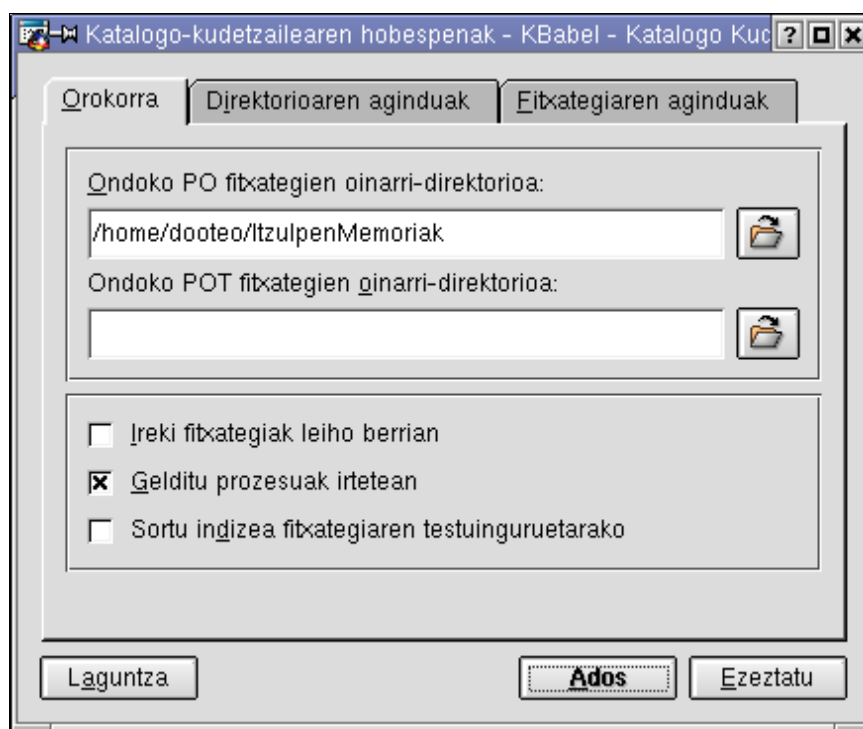 Katalogo-kudetzailearen hobespenak - KBabel - Katalogo Kud
Orokorra Direktorioaren aginduak Fitxategiaren aginduak
Ondoko PO fitxategien oinarri-direktorioa:
/home/dooteo/ItzulpenMemoriak
Ondoko POT fitxategien oinarri-direktorioa:
Ireki fitxategiak leiho berrian
Gelditu prozesuak irtetean
Sortu indizea fitxategiaren testuinguruetarako
Laguntza Ados Ezeztatu